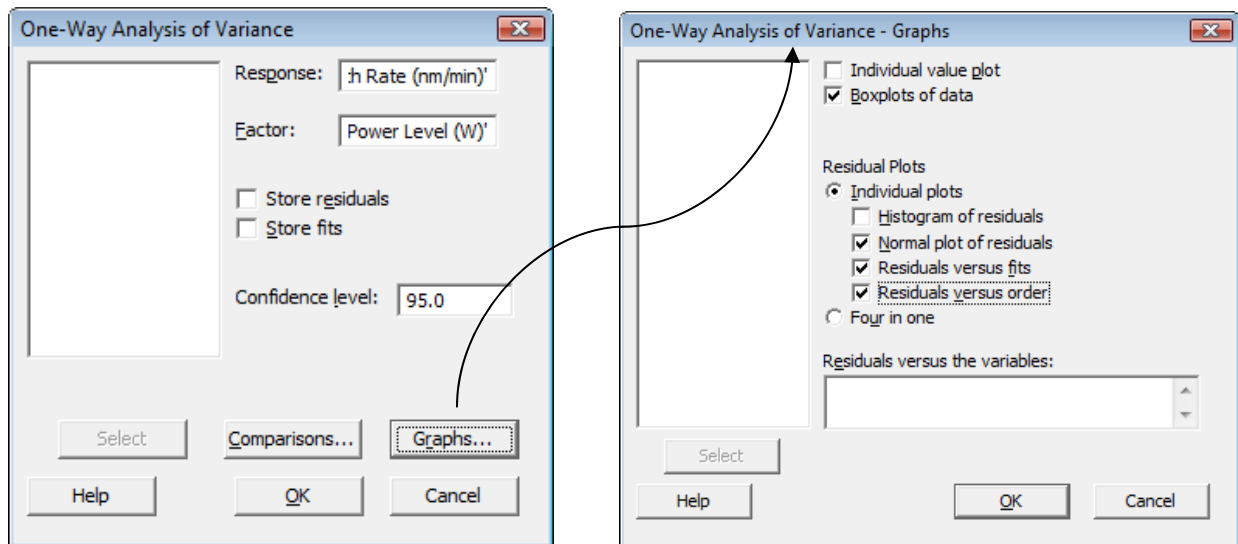 One-Way Analysis of Variance
Response: :h Rate (nm/min)'
Factor: Power Level (W)'
Store residuals
Store fits
Confidence level: 95.0
Select Comparisons... Graphs...
Help OK Cancel
One-Way Analysis of Variance - Graphs
Individual value plot
Boxplots of data
Residual Plots
Individual plots
Histogram of residuals
Normal plot of residuals
Residuals versus fits
Residuals versus order
Four in one
Residuals versus the variables:
Select
Help OK Cancel